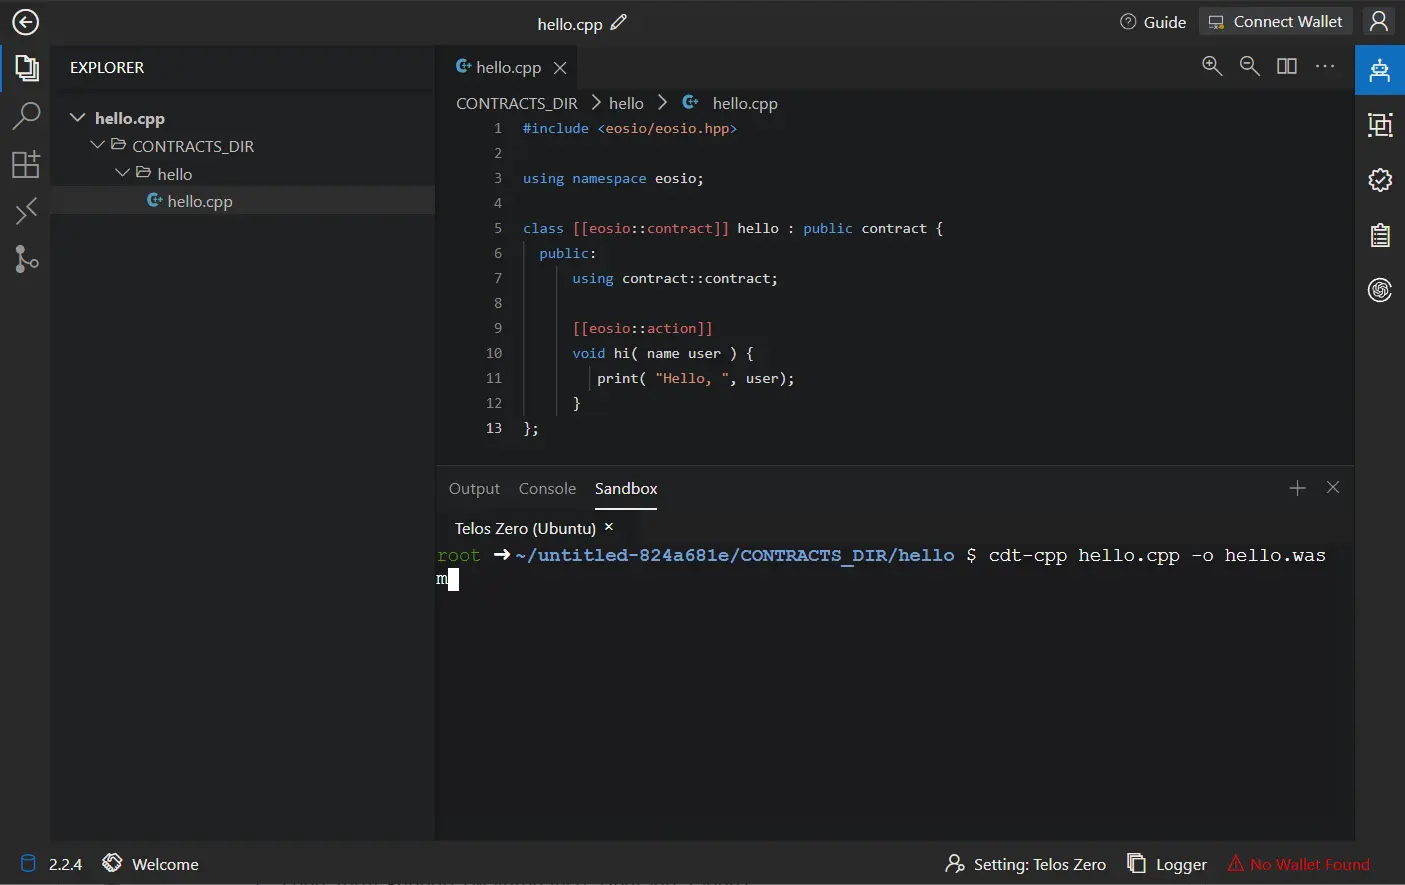 hello.cpp
Guide
Connect Wallet
EXPLORER
hello.cpp
CONTRACTS_DIR
hello
hello.cpp
hello.cpp
CONTRACTS_DIR > hello > hello.cpp
1 #include <eosio/eosio.hpp>
2
3 using namespace eosio;
4
5 class [[eosio::contract]] hello : public contract {
6 public:
7 using contract::contract;
8
9 [[eosio::action]]
10 void hi( name user ) {
11 print( "Hello, ", user);
12 }
13 };
Output Console Sandbox
Telos Zero (Ubuntu) ×
root ➜ ~/untitled-824a681e/CONTRACTS_DIR/hello $ cdt-cpp hello.cpp -o hello.was
m
2.2.4 Welcome Setting: Telos Zero Logger No Wallet Found